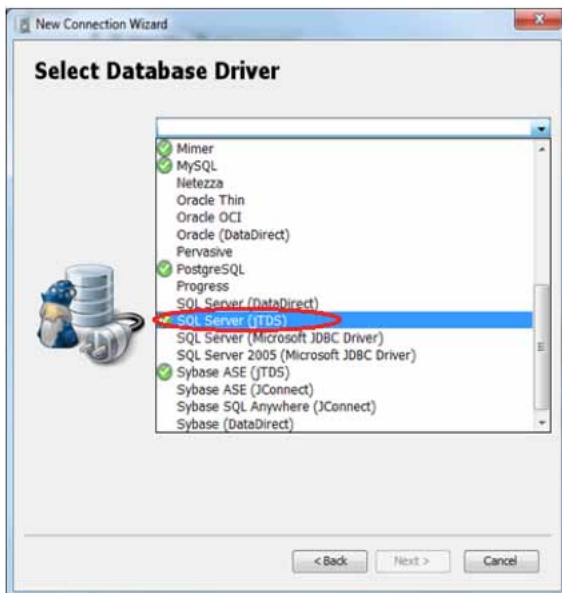 New Connection Wizard
Select Database Driver
Mimer
MySQL
Netezza
Oracle Thin
Oracle OCI
Oracle (DataDirect)
Pervasive
PostgreSQL
Progress
SQL Server (DataDirect)
SQL Server (jTDS)
SQL Server (Microsoft JDBC Driver)
SQL Server 2005 (Microsoft JDBC Driver)
Sybase ASE (jTDS)
Sybase ASE (JConnect)
Sybase SQL Anywhere (JConnect)
Sybase (DataDirect)
< Back Next > Cancel